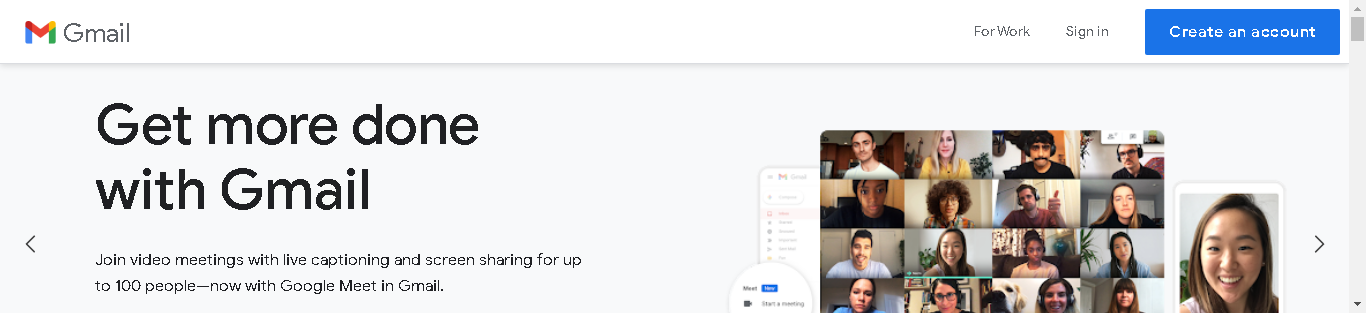 Gmail
For Work
Sign in
Create an account
Get more done
with Gmail
Join video meetings with live captioning and screen sharing for up
to 100 people—now with Google Meet in Gmail.
Gmail
Compose
Meet New
Start a meeting